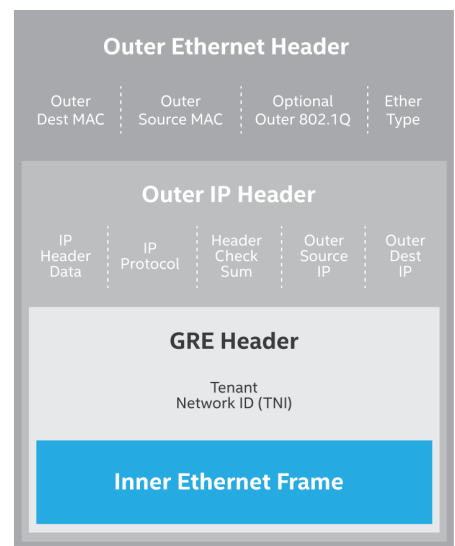 Outer Ethernet Header
Outer Dest MAC
Outer Source MAC
Optional Outer 802.1Q
Ether Type
Outer IP Header
IP Header Data
IP Protocol
Header Check Sum
Outer Source IP
Outer Dest IP
GRE Header
Tenant
Network ID (TNI)
Inner Ethernet Frame